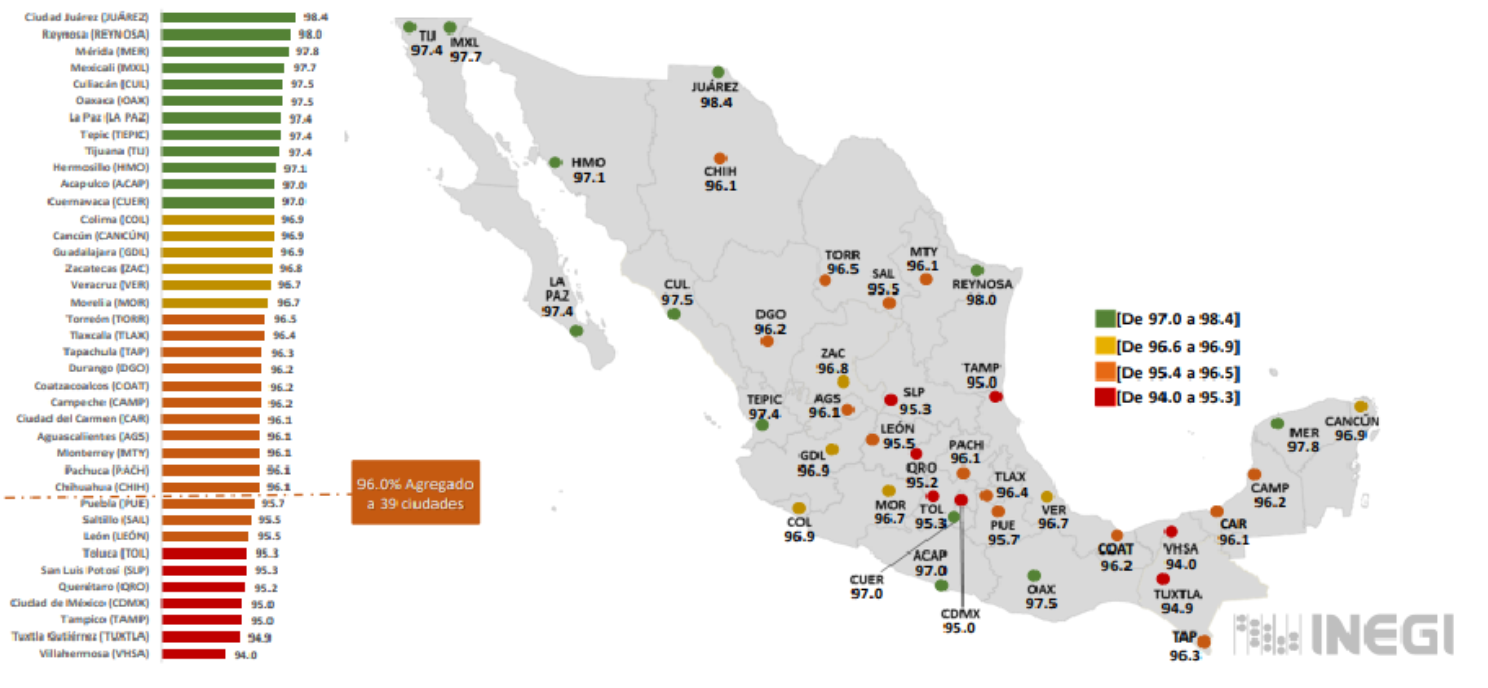 Ciudad Juárez (JUÁREZ) 98.4
Reynosa (REYNOSA) 98.0
Mérida (MER) 97.8
Mexicali (MXL) 97.7
Culiacán (CUL) 97.5
Oaxaca (OAX) 97.5
La Paz (LA PAZ) 97.4
Tepic (TEPIC) 97.4
Tijuana (TIJ) 97.4
Hermosillo (HMO) 97.1
Acapulco (ACAP) 97.0
Cuernavaca (CUER) 97.0
Colima (COL) 96.9
Cancún (CANCÚN) 96.9
Guadalajara (GDL) 96.9
Zacatecas (ZAC) 96.8
Veracruz (VER) 96.7
Morelia (MOR) 96.7
Torreón (TORR) 96.5
Tlaxcala (TLAX) 96.4
Tapachula (TAP) 96.3
Durango (DGO) 96.2
Coatzacoalcos (COAT) 96.2
Campeche (CAMP) 96.2
Ciudad del Carmen (CAR) 96.1
Aguascalientes (AGS) 96.1
Monterrey (MTY) 96.1
Pachuca (PACH) 96.1
Chihuahua (CHIH) 96.1
Puebla (PUE) 95.7
Saltillo (SAL) 95.5
León (LEÓN) 95.5
Toluca (TOL) 95.3
San Luis Potosí (SLP) 95.3
Querétaro (QRO) 95.2
Ciudad de México (CDMX) 95.0
Tampico (TAMP) 95.0
Tuxtla Gutiérrez (TUXTLA) 94.9
Villahermosa (VHSA) 94.0
96.0% Agregado
a 39 ciudades
TIJ
97.4
MXL
97.7
JUÁREZ
98.4
HMO
97.1
CHIH
96.1
LA
PAZ
97.4
CUL
97.5
TORR
96.5
SAL
95.5
MTY
96.1
REYNOSA
98.0
DGO
96.2
ZAC
96.8
TAMP
95.0
TEPIC
97.4
AGS
96.1
SLP
95.3
LEÓN
95.5
GDL
96.9
QRO
95.2
PACH
96.1
TLAX
96.4
COL
96.9
MOR
96.7
TOL
95.3
PUE
95.7
VER
96.7
ACAP
97.0
CUER
97.0
CDMX
95.0
OAX
97.5
COAT
96.2
VHSA
94.0
TUXTLA
94.9
TAP
96.3
CAR
96.1
CAMP
96.2
MER
97.8
CANCÚN
96.9
[De 97.0 a 98.4]
[De 96.6 a 96.9]
[De 95.4 a 96.5]
[De 94.0 a 95.3]
INEGI